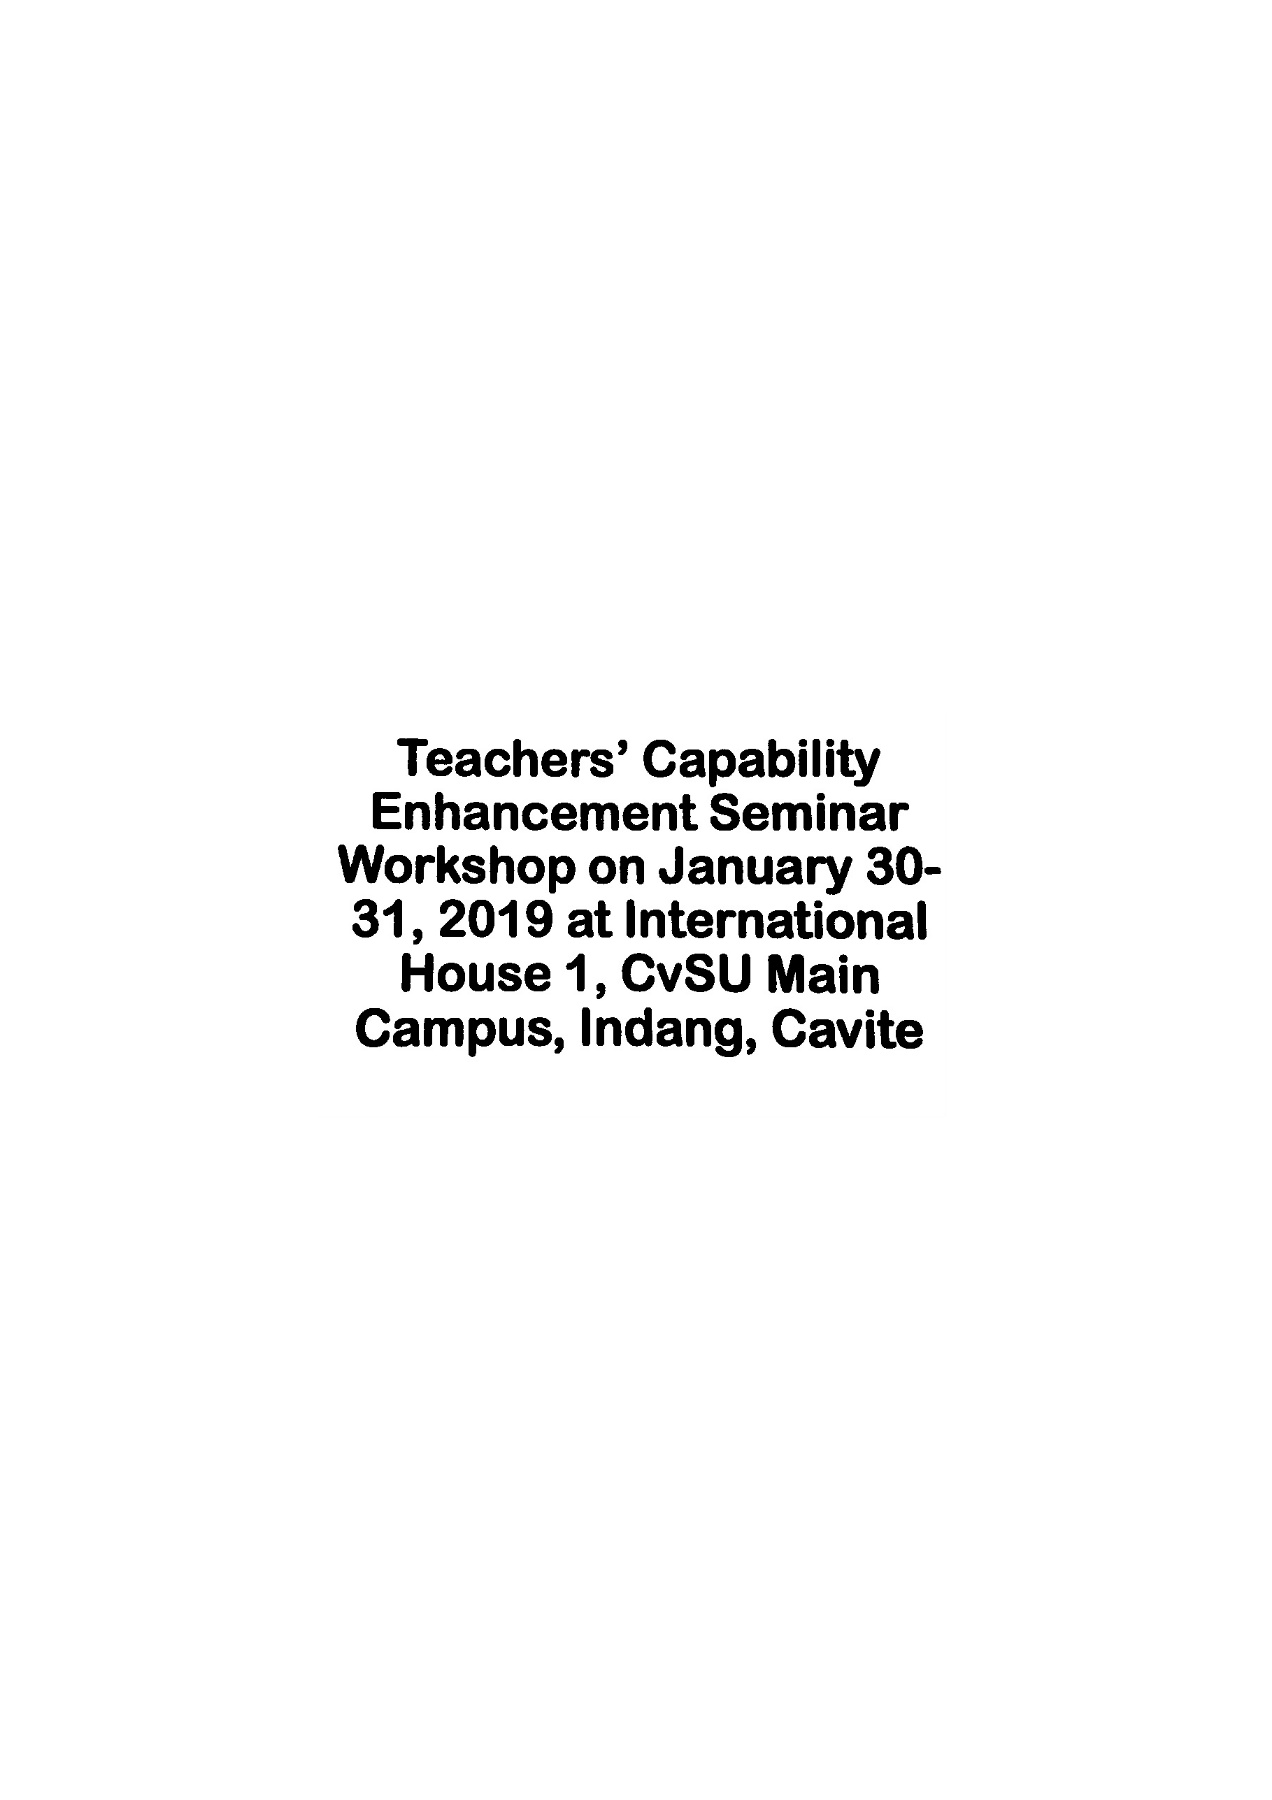 Teachers’ Capability
Enhancement Seminar
Workshop on January 30-
31, 2019 at International
House 1, CvSU Main
Campus, Indang, Cavite